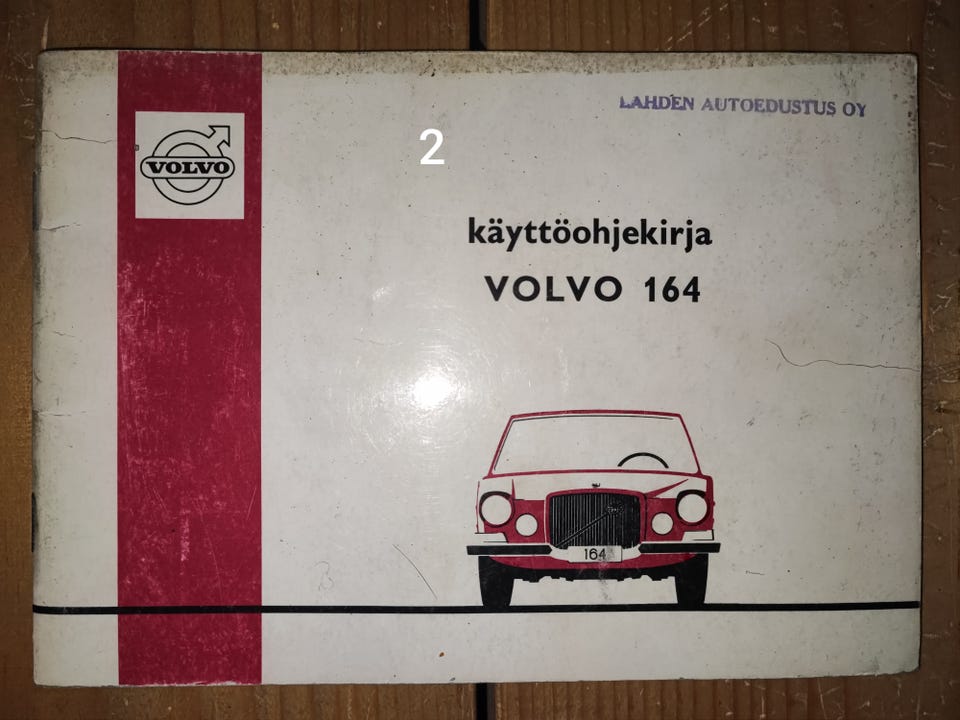 LAHDEN AUTOEDUSTUS OY
2
VOLVO
käyttöohjekirja
VOLVO 164
164